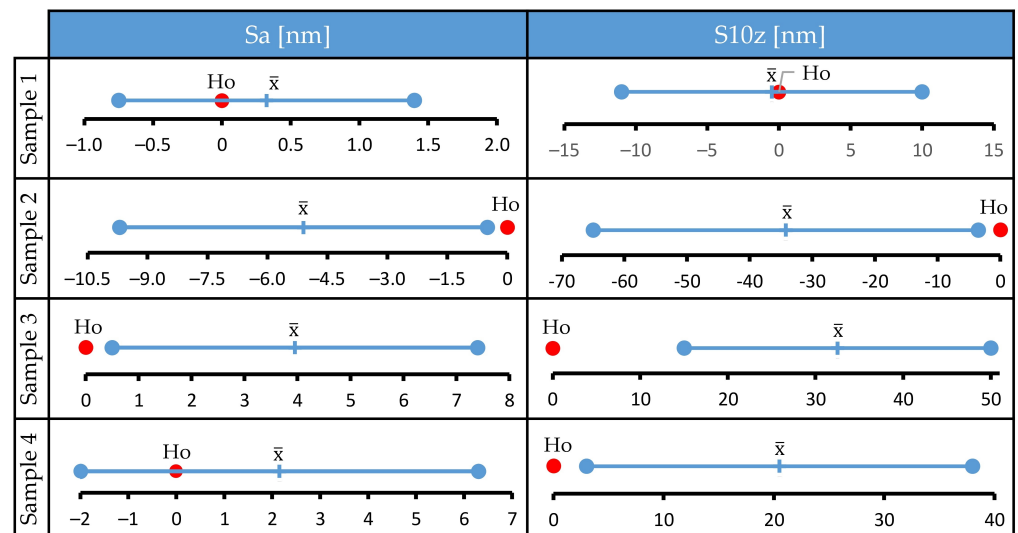 Sa [nm]
S10z [nm]
Sample 1
Ho
x̅
–1.0 –0.5 0 0.5 1.0 1.5 2.0
x̅ Ho
–15 –10 –5 0 5 10 15
Sample 2
x̅
Ho
–10.5 –9.0 –7.5 –6.0 –4.5 –3.0 –1.5 0
x̅
Ho
-70 -60 -50 -40 -30 -20 -10 0
Sample 3
Ho
x̅
0 1 2 3 4 5 6 7 8
Ho
x̅
0 10 20 30 40 50
Sample 4
Ho
x̅
–2 –1 0 1 2 3 4 5 6 7
Ho
x̅
0 10 20 30 40